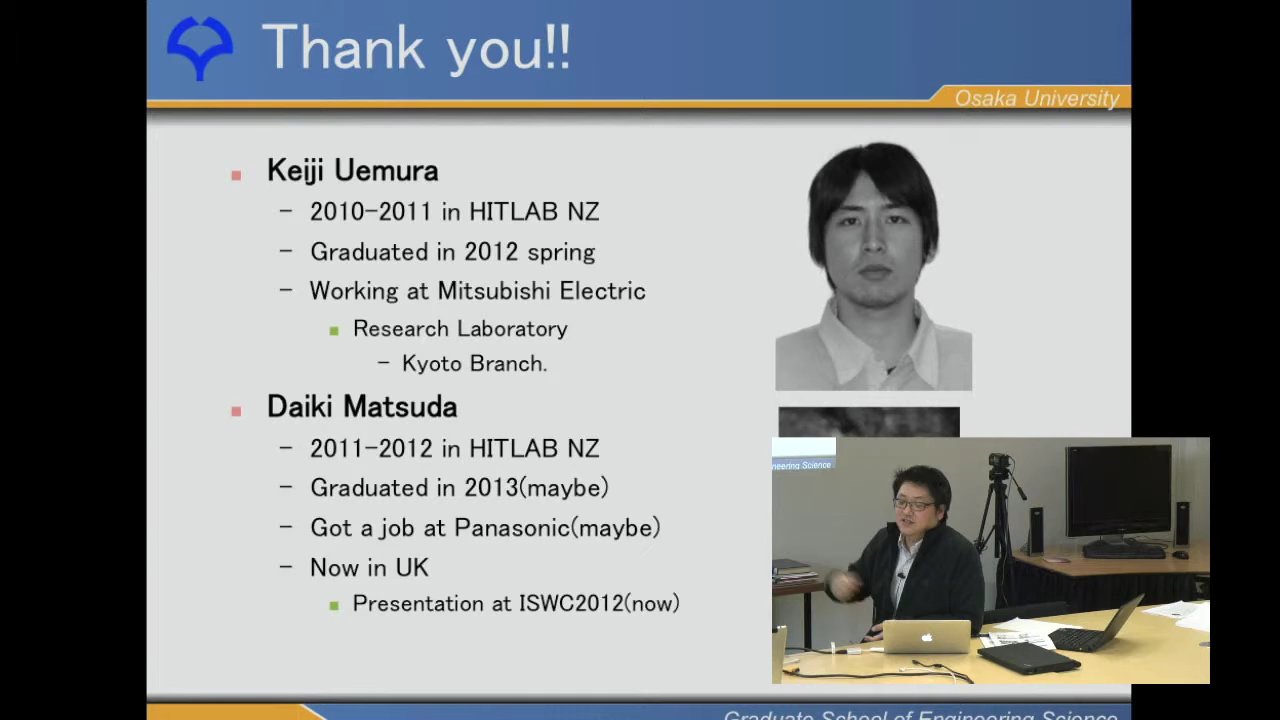 Thank you!!
Osaka University
Keiji Uemura
- 2010-2011 in HITLAB NZ
- Graduated in 2012 spring
- Working at Mitsubishi Electric
Research Laboratory
- Kyoto Branch.
Daiki Matsuda
- 2011-2012 in HITLAB NZ
- Graduated in 2013(maybe)
- Got a job at Panasonic(maybe)
- Now in UK
Presentation at ISWC2012(now)
neering Science
Graduate School of Engineering Science